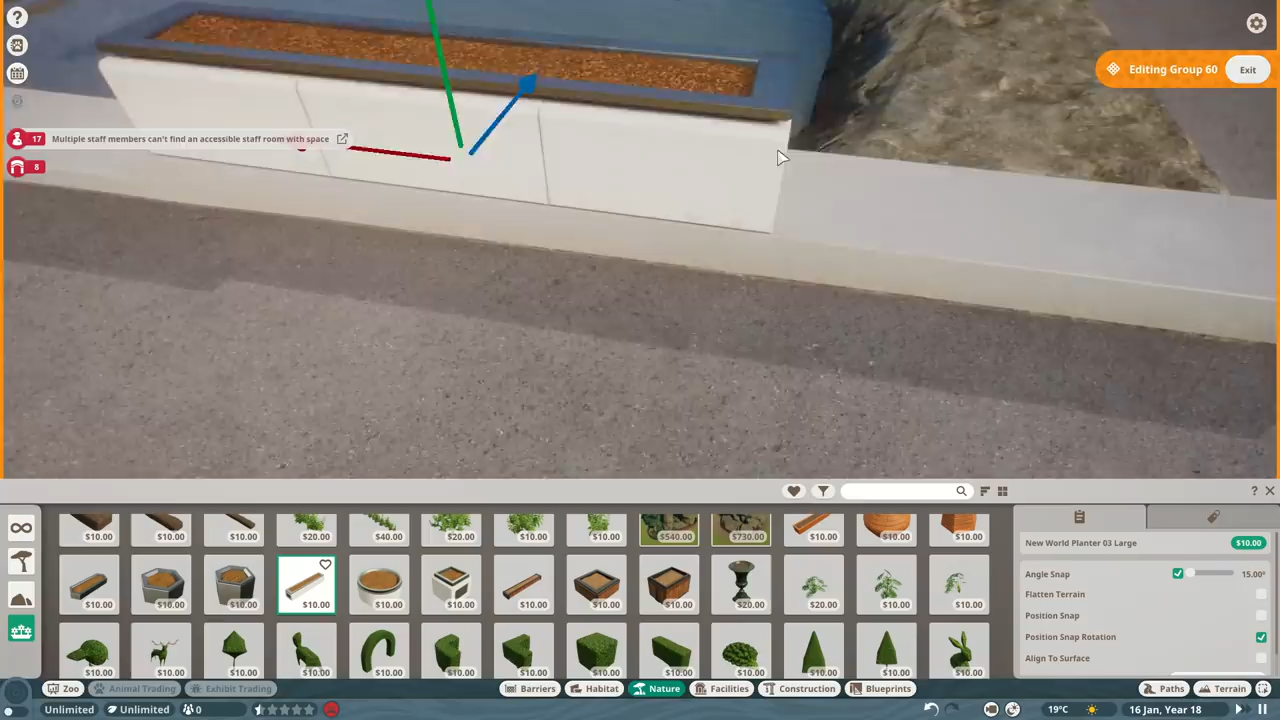 ?
Editing Group 60
Exit
17
Multiple staff members can't find an accessible staff room with space
8
?
$10.00 $10.00 $10.00 $20.00 $40.00 $20.00 $10.00 $10.00 $540.00 $730.00 $10.00 $10.00 $10.00
$10.00 $10.00 $10.00 $10.00 $10.00 $10.00 $10.00 $10.00 $10.00 $20.00 $20.00 $10.00 $10.00
$10.00 $10.00 $10.00 $10.00 $10.00 $10.00 $10.00 $10.00 $10.00 $10.00 $10.00 $10.00 $10.00
New World Planter 03 Large $10.00
Angle Snap 15.00°
Flatten Terrain
Position Snap
Position Snap Rotation
Align To Surface
Zoo Animal Trading Exhibit Trading Barriers Habitat Nature Facilities Construction Blueprints Paths Terrain
Unlimited Unlimited 0 19°C 16 Jan, Year 18